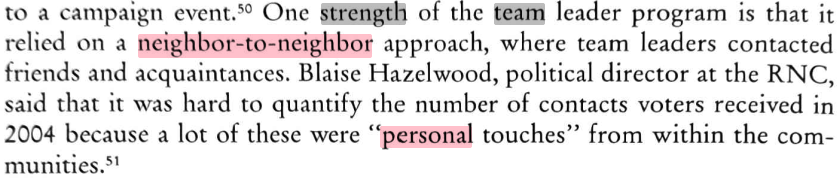 to a campaign event.⁵⁰ One strength of the team leader program is that it
relied on a neighbor-to-neighbor approach, where team leaders contacted
friends and acquaintances. Blaise Hazelwood, political director at the RNC,
said that it was hard to quantify the number of contacts voters received in
2004 because a lot of these were “personal touches” from within the com-
munities.⁵¹